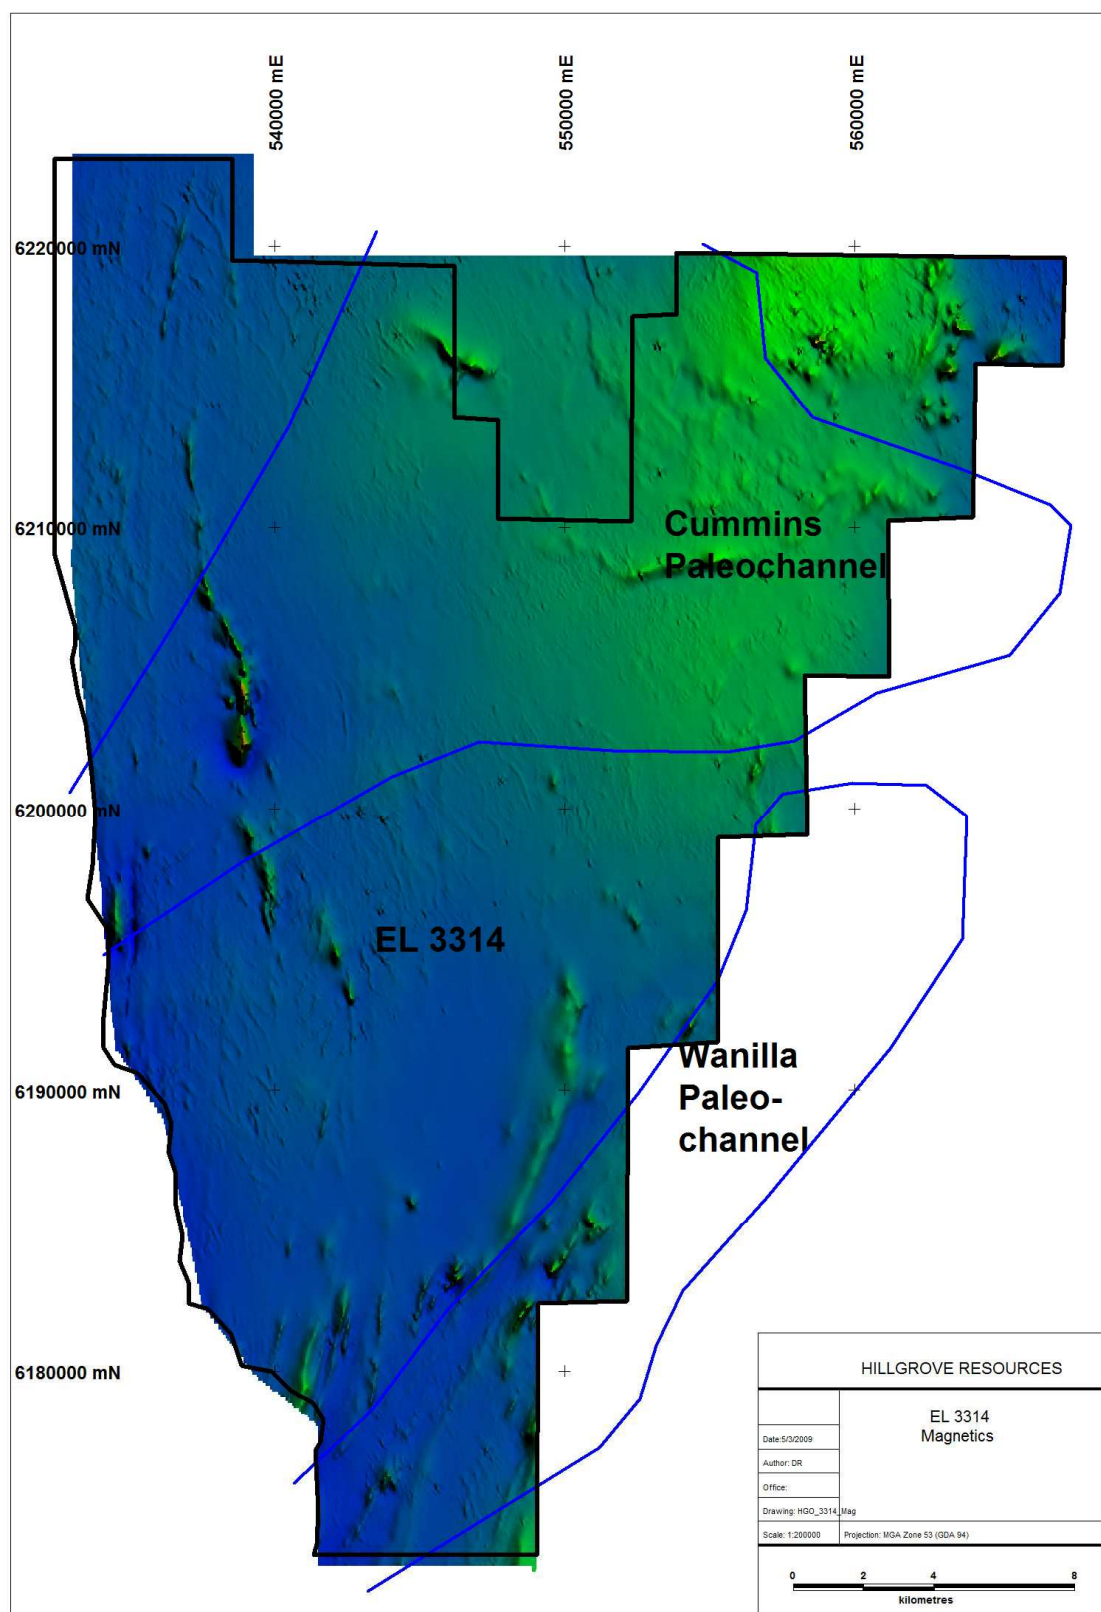 540000 mE
550000 mE
560000 mE
6220000 mN
6210000 mN
Cummins
Paleochannel
6200000 mN
EL 3314
Wanilla
Paleo-
channel
6190000 mN
6180000 mN
HILLGROVE RESOURCES
EL 3314
Magnetics
Date:5/3/2009
Author: DR
Office:
Drawing: HGO_3314_Mag
Scale: 1:200000
Projection: MGA Zone 53 (GDA 94)
0 2 4 8
kilometres